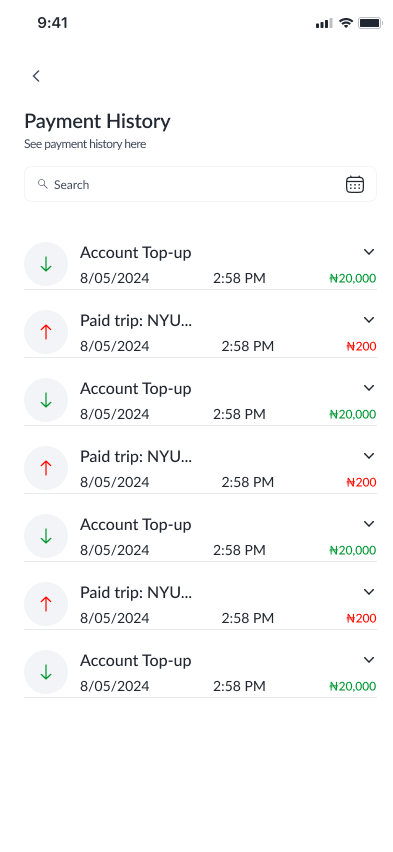 9:41
Payment History
See payment history here
Search
Account Top-up
8/05/2024 2:58 PM ₦20,000
Paid trip: NYU...
8/05/2024 2:58 PM ₦200
Account Top-up
8/05/2024 2:58 PM ₦20,000
Paid trip: NYU...
8/05/2024 2:58 PM ₦200
Account Top-up
8/05/2024 2:58 PM ₦20,000
Paid trip: NYU...
8/05/2024 2:58 PM ₦200
Account Top-up
8/05/2024 2:58 PM ₦20,000